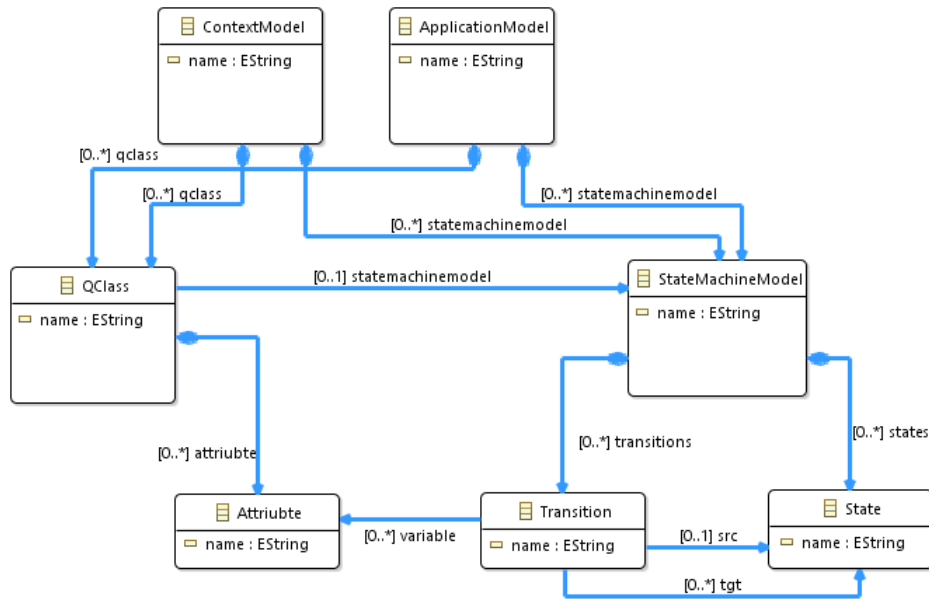 ContextModel
name : EString
ApplicationModel
name : EString
[0..*] qclass
[0..*] qclass
[0..*] statemachinemodel
[0..*] statemachinemodel
QClass
name : EString
[0..1] statemachinemodel
StateMachineModel
name : EString
[0..*] attriubte
[0..*] transitions
[0..*] states
Attriubte
name : EString
[0..*] variable
Transition
name : EString
[0..1] src
State
name : EString
[0..*] tgt